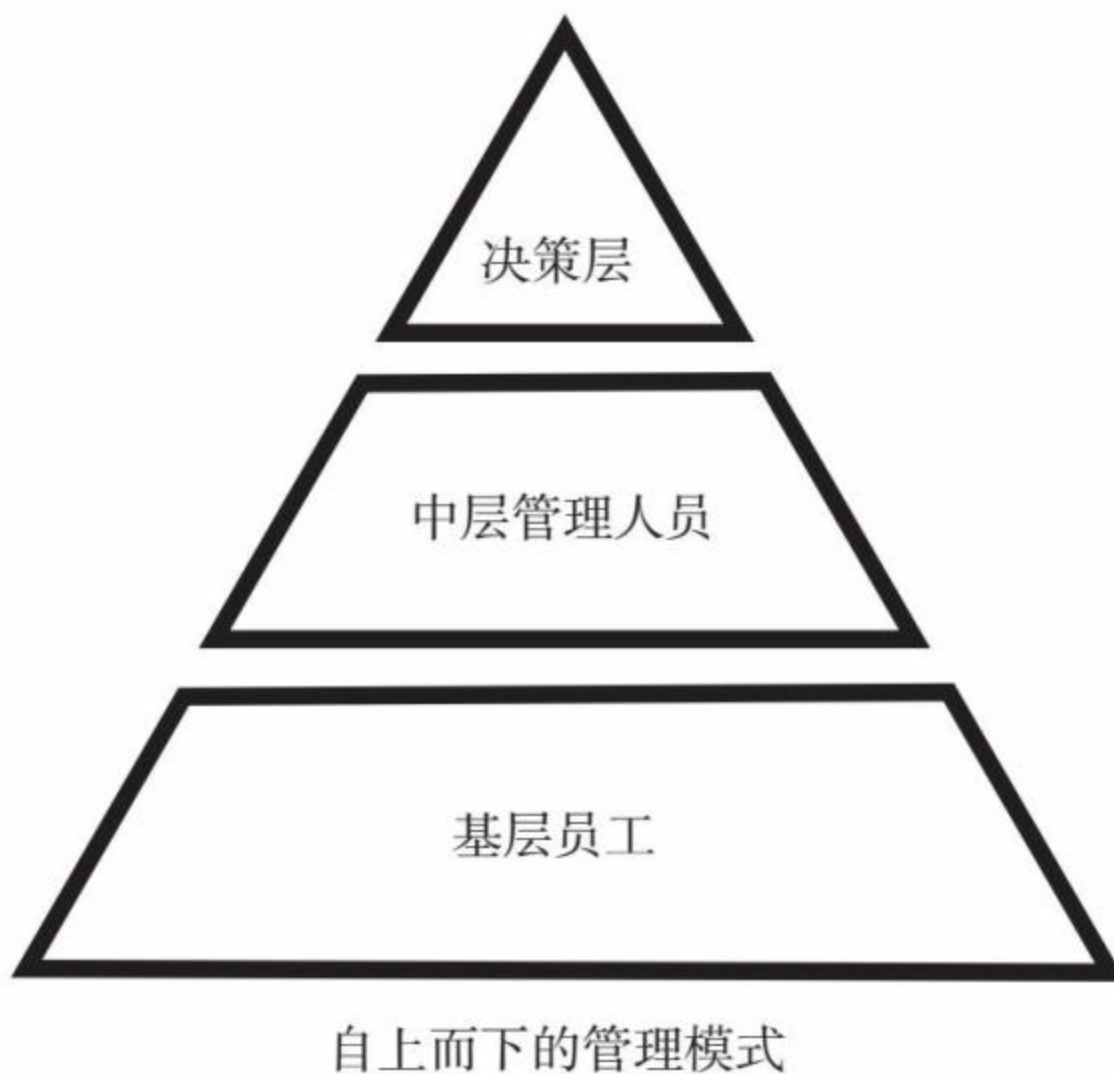 决策层
中层管理人员
基层员工
自上而下的管理模式